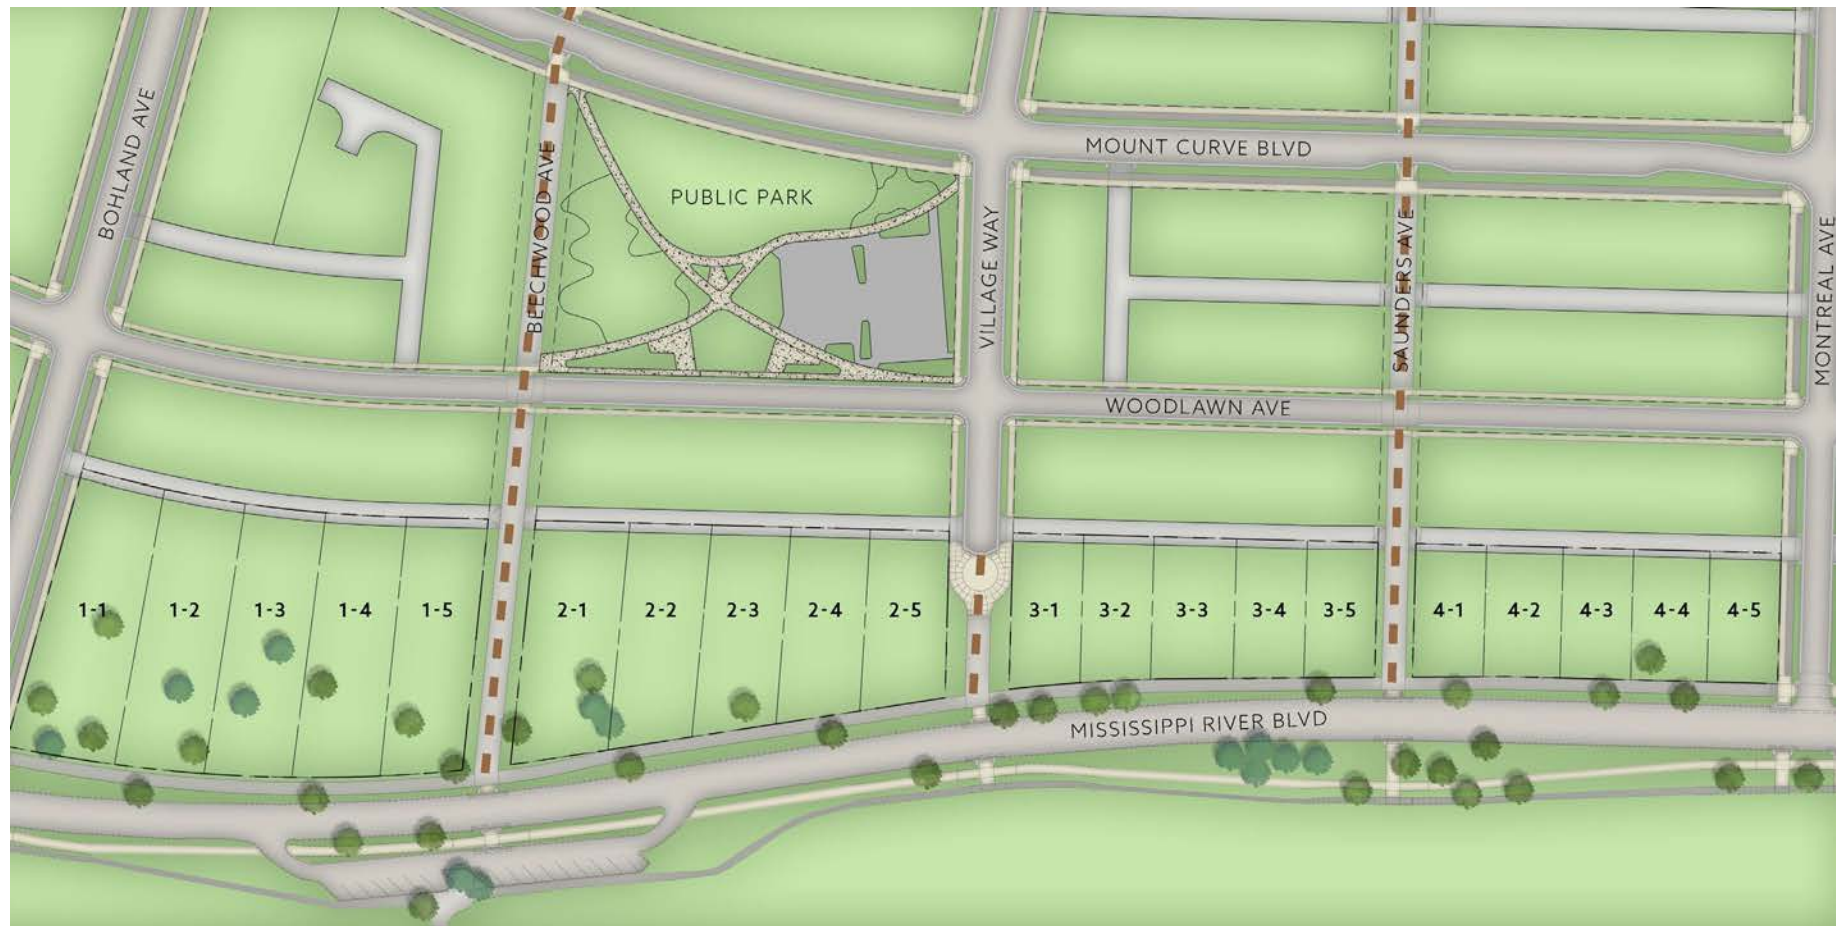 BOHLAND AVE
BEECHWOOD AVE
PUBLIC PARK
VILLAGE WAY
MOUNT CURVE BLVD
SAUNDERS AVE
MONTREAL AVE
WOODLAWN AVE
1-1
1-2
1-3
1-4
1-5
2-1
2-2
2-3
2-4
2-5
3-1
3-2
3-3
3-4
3-5
4-1
4-2
4-3
4-4
4-5
MISSISSIPPI RIVER BLVD